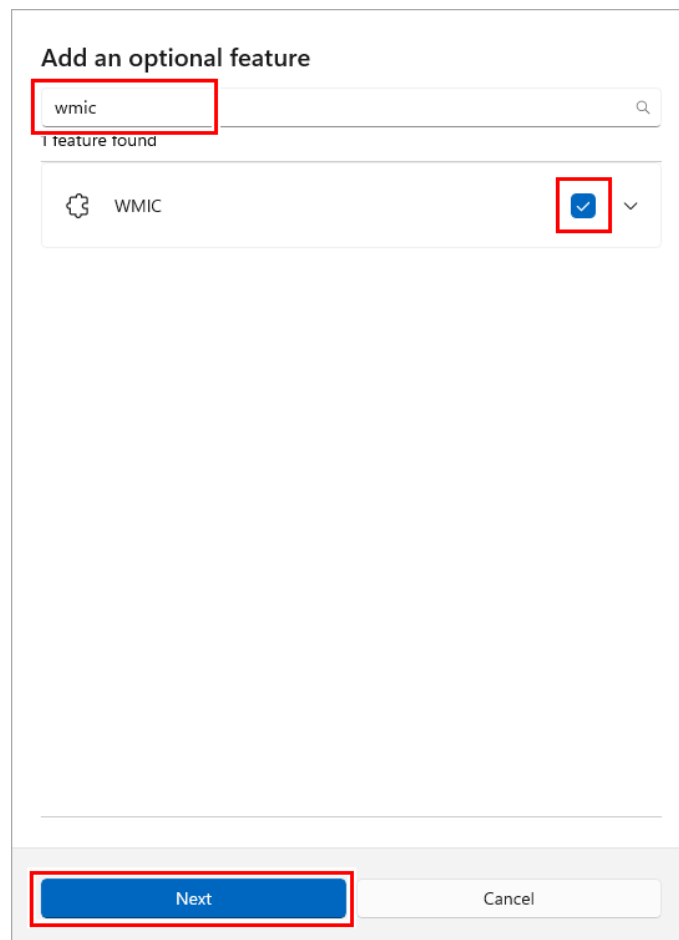 Add an optional feature
wmic
1 feature found
WMIC
Next
Cancel